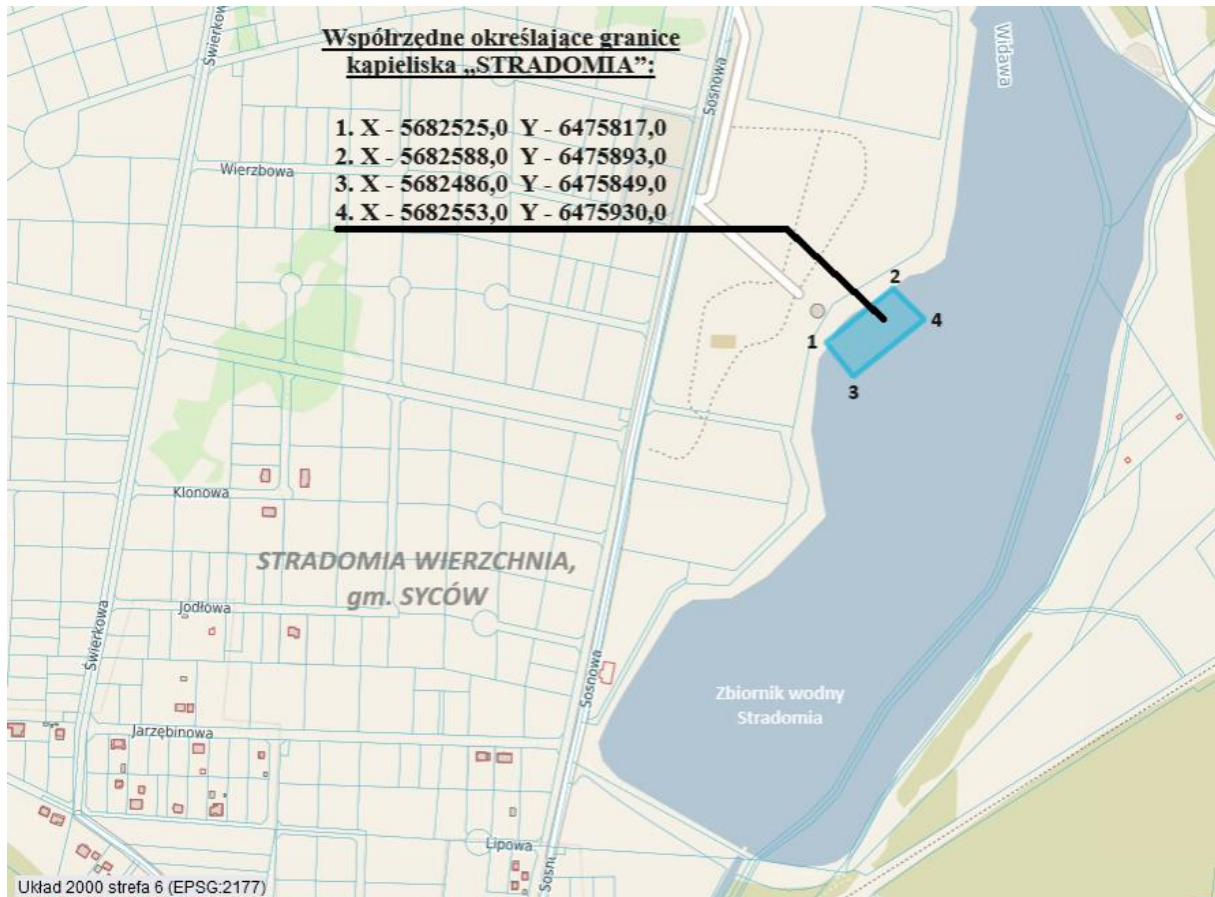 Współrzędne określające granice
kąpieliska „STRADOMIA”:
1. X - 5682525,0 Y - 6475817,0
2. X - 5682588,0 Y - 6475893,0
3. X - 5682486,0 Y - 6475849,0
4. X - 5682553,0 Y - 6475930,0
Świerkow
Sosnowa
Widawa
Wierzbowa
2
1
4
3
Klonowa
STRADOMIA WIERZCHNIA,
gm. SYCÓW
Jodłowa
Świerkowa
Sosnowa
Zbiornik wodny
Stradomia
Jarzębinowa
Lipowa
Sosn
Układ 2000 strefa 6 (EPSG:2177)